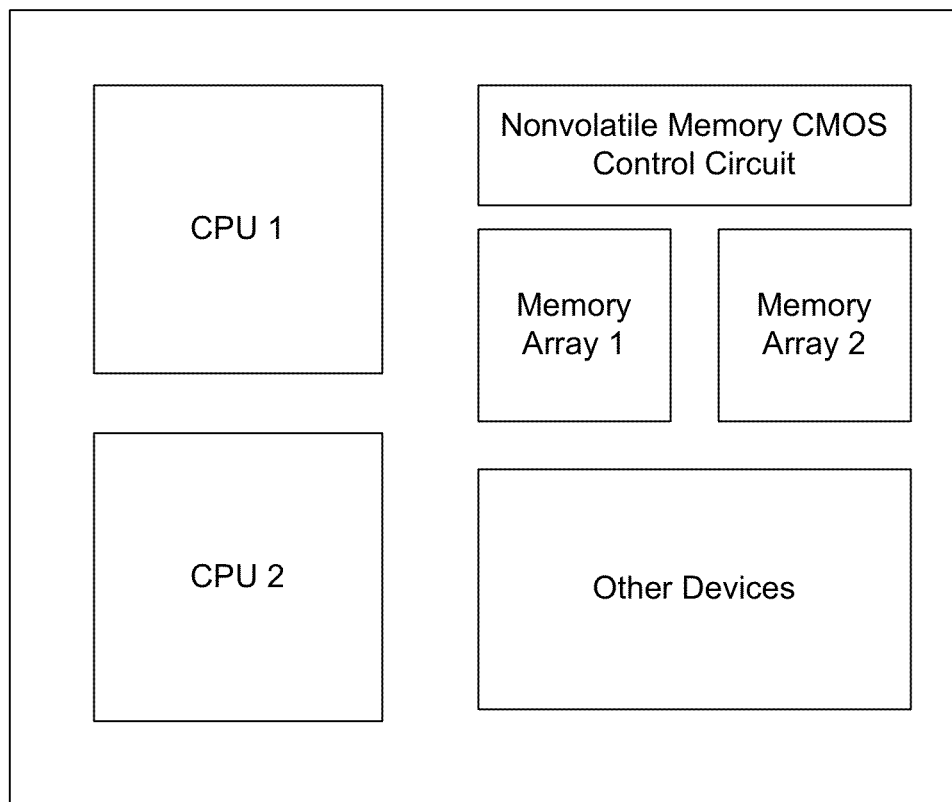 CPU 1
Nonvolatile Memory CMOS
Control Circuit
Memory
Array 1
Memory
Array 2
CPU 2
Other Devices